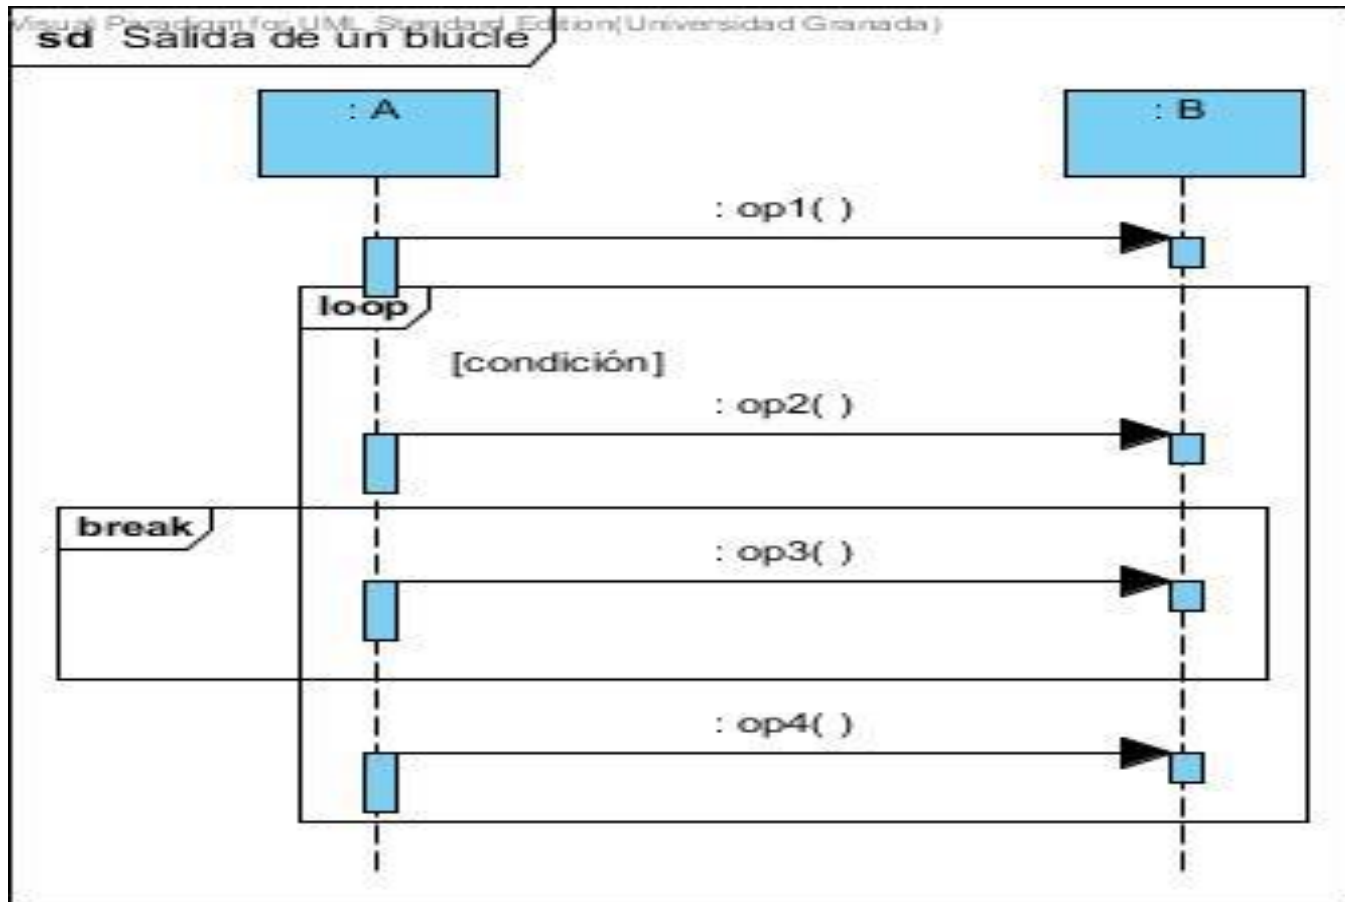 Visual Paradigm for UML Standard Edition(Universidad Granada)
sd Salida de un blucle
: A
: B
: op1( )
loop
[condición]
: op2( )
break
: op3( )
: op4( )